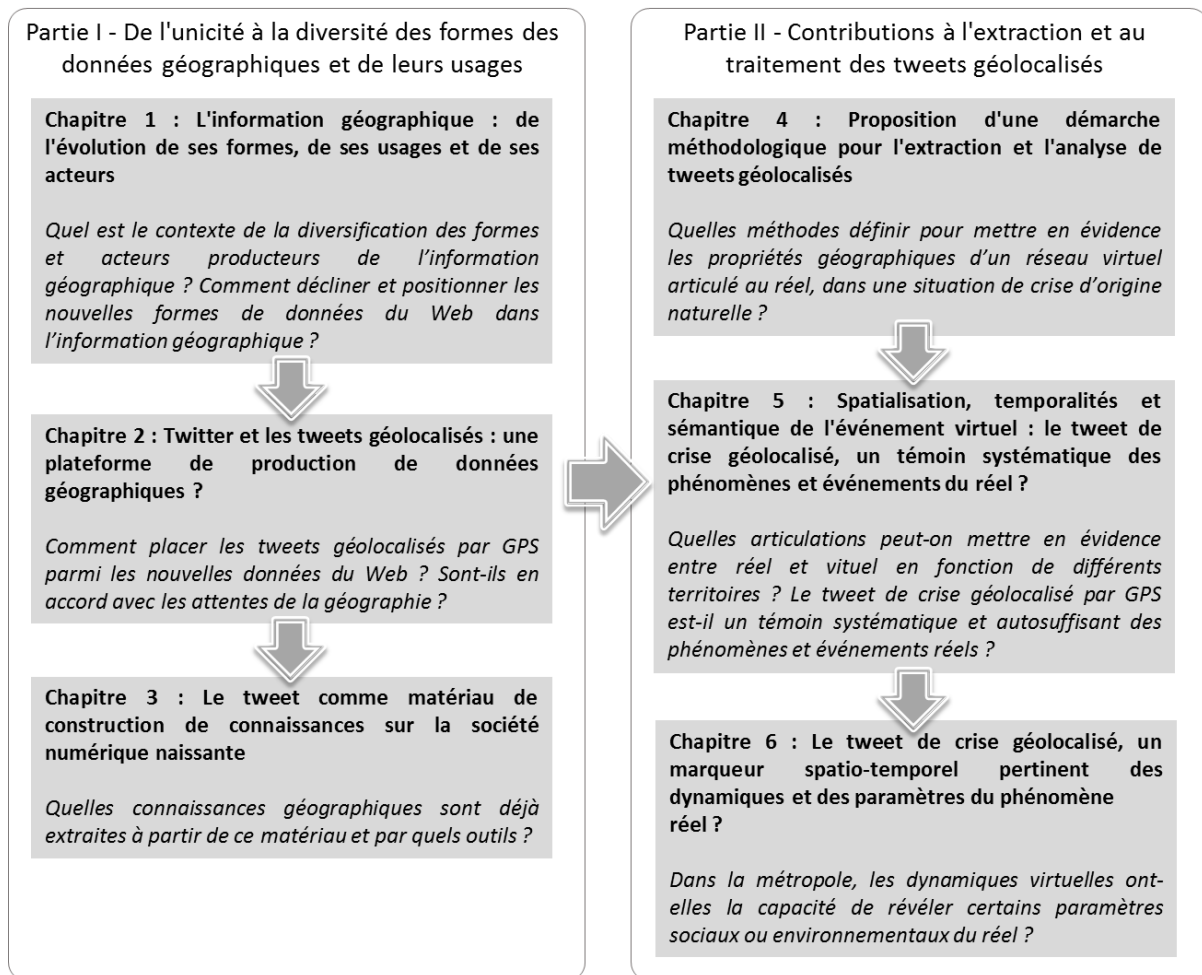 Partie I - De l'unicité à la diversité des formes des
données géographiques et de leurs usages
Chapitre 1 : L'information géographique : de
l'évolution de ses formes, de ses usages et de ses
acteurs
Quel est le contexte de la diversification des formes
et acteurs producteurs de l’information
géographique ? Comment décliner et positionner les
nouvelles formes de données du Web dans
l’information géographique ?
Chapitre 2 : Twitter et les tweets géolocalisés : une
plateforme de production de données
géographiques ?
Comment placer les tweets géolocalisés par GPS
parmi les nouvelles données du Web ? Sont-ils en
accord avec les attentes de la géographie ?
Chapitre 3 : Le tweet comme matériau de
construction de connaissances sur la société
numérique naissante
Quelles connaissances géographiques sont déjà
extraites à partir de ce matériau et par quels outils ?
Partie II - Contributions à l'extraction et au
traitement des tweets géolocalisés
Chapitre 4 : Proposition d'une démarche
méthodologique pour l'extraction et l'analyse de
tweets géolocalisés
Quelles méthodes définir pour mettre en évidence
les propriétés géographiques d’un réseau virtuel
articulé au réel, dans une situation de crise d’origine
naturelle ?
Chapitre 5 : Spatialisation, temporalités et
sémantique de l'événement virtuel : le tweet de
crise géolocalisé, un témoin systématique des
phénomènes et événements du réel ?
Quelles articulations peut-on mettre en évidence
entre réel et vituel en fonction de différents
territoires ? Le tweet de crise géolocalisé par GPS
est-il un témoin systématique et autosuffisant des
phénomènes et événements réels ?
Chapitre 6 : Le tweet de crise géolocalisé, un
marqueur spatio-temporel pertinent des
dynamiques et des paramètres du phénomène
réel ?
Dans la métropole, les dynamiques virtuelles ont-
elles la capacité de révéler certains paramètres
sociaux ou environnementaux du réel ?